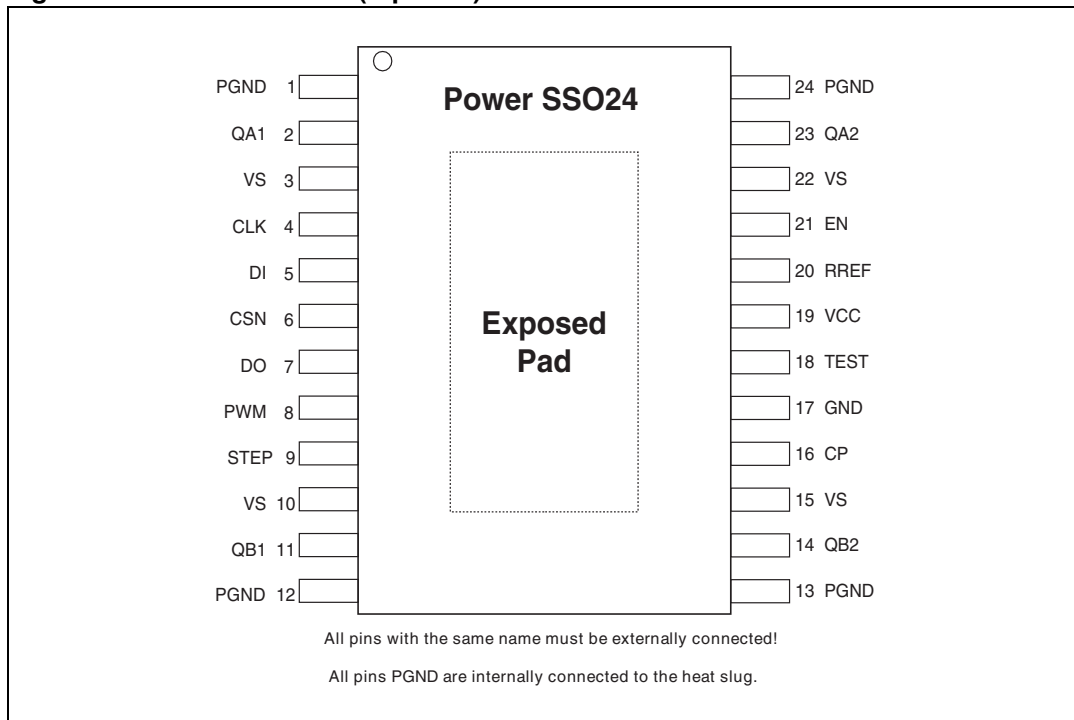 Power SSO24
PGND 1
QA1 2
VS 3
CLK 4
DI 5
CSN 6
DO 7
PWM 8
STEP 9
VS 10
QB1 11
PGND 12
Exposed
Pad
24 PGND
23 QA2
22 VS
21 EN
20 RREF
19 VCC
18 TEST
17 GND
16 CP
15 VS
14 QB2
13 PGND
All pins with the same name must be externally connected!
All pins PGND are internally connected to the heat slug.